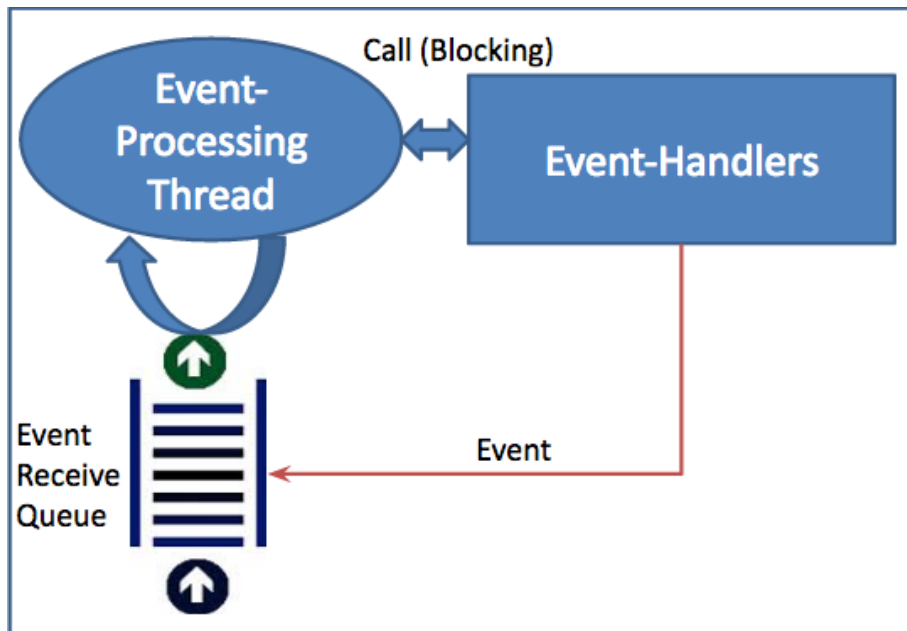 Call (Blocking)
Event-
Processing
Thread
Event-Handlers
Event
Receive
Queue
Event